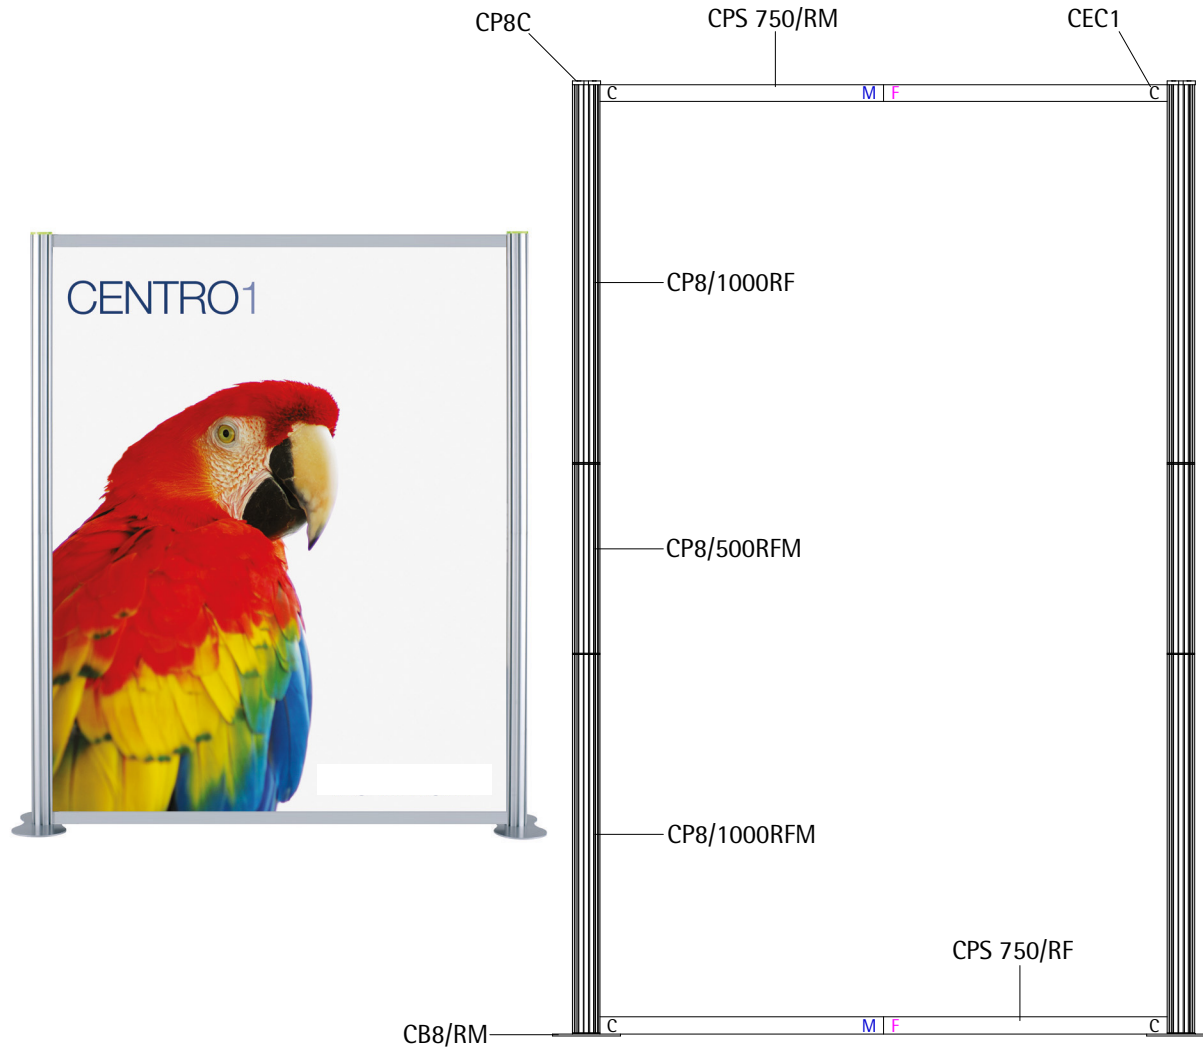 CP8C
CPS 750/RM
CEC1
C
M
F
C
CP8/1000RF
CENTRO1
CP8/500RFM
CP8/1000RFM
CPS 750/RF
CB8/RM
C
M
F
C